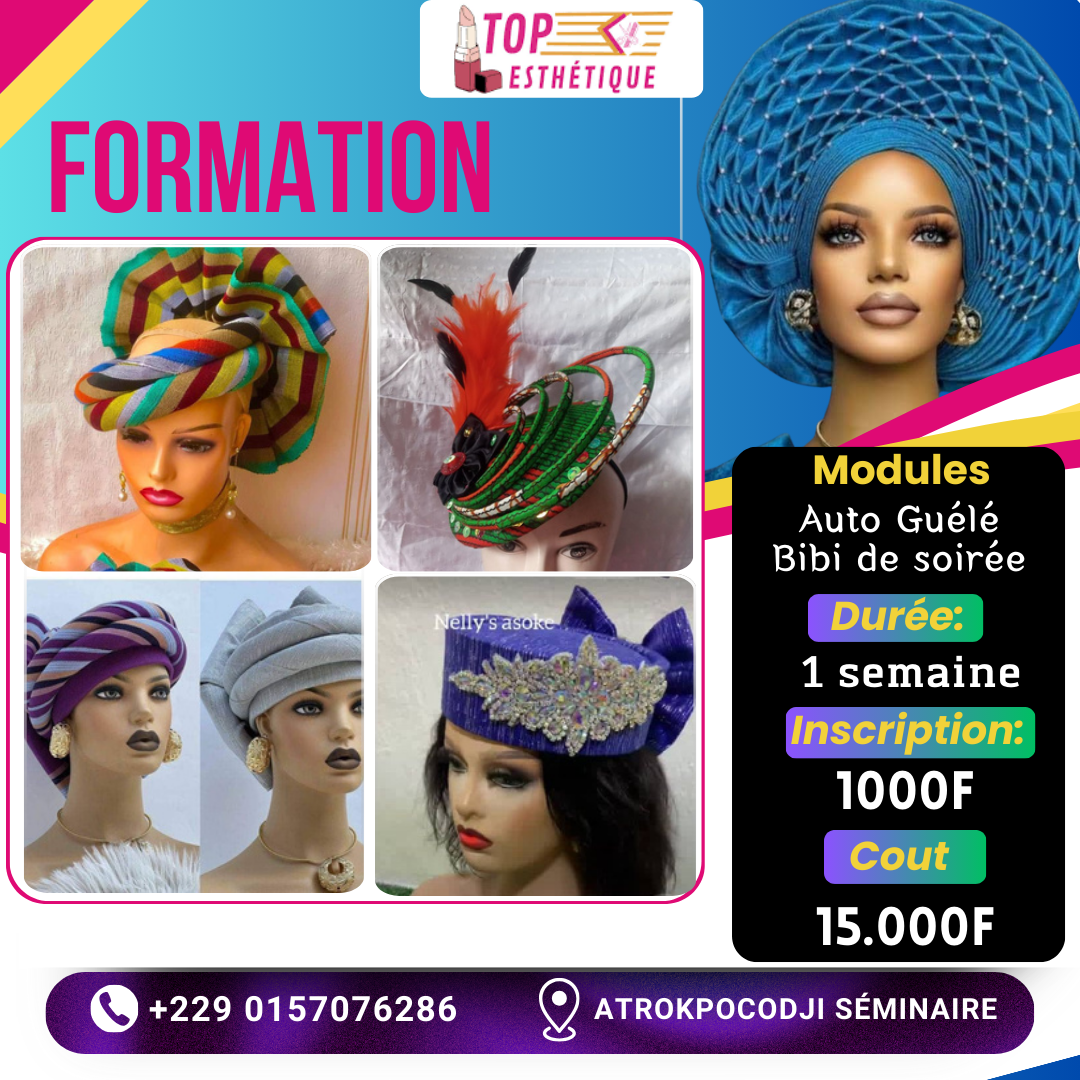 TOP
ESTHÉTIQUE
FORMATION
Nelly's asoke
Modules
Auto Guélé
Bibi de soirée
Durée:
1 semaine
Inscription:
1000F
Cout
15.000F
+229 0157076286
ATROKPOCODJI SÉMINAIRE